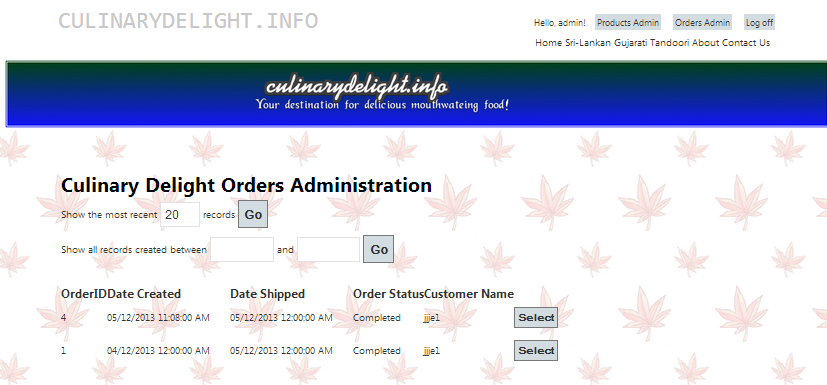 CULINARYDELIGHT.INFO
Hello, admin! Products Admin Orders Admin Log off
Home Sri-Lankan Gujarati Tandoori About Contact Us
culinarydelight.info
Your destination for delicious mouthwateing food!
Culinary Delight Orders Administration
Show the most recent 20 records Go
Show all records created between and Go
OrderIDDate Created Date Shipped Order StatusCustomer Name
4 05/12/2013 11:08:00 AM 05/12/2013 12:00:00 AM Completed jjje1 Select
1 04/12/2013 12:00:00 AM 05/12/2013 12:00:00 AM Completed jjje1 Select